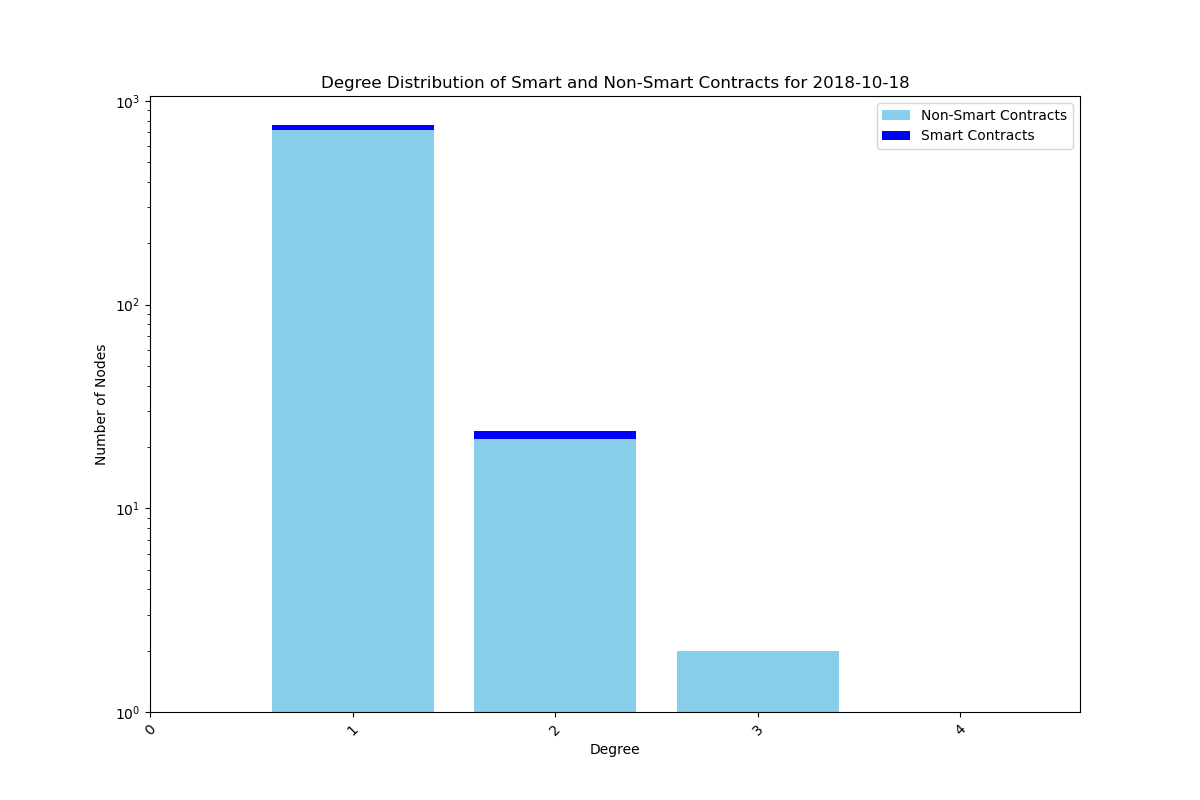 Degree Distribution of Smart and Non-Smart Contracts for 2018-10-18
Non-Smart Contracts
Smart Contracts
Number of Nodes
10³
10²
10¹
10⁰
0
1
2
3
4
Degree